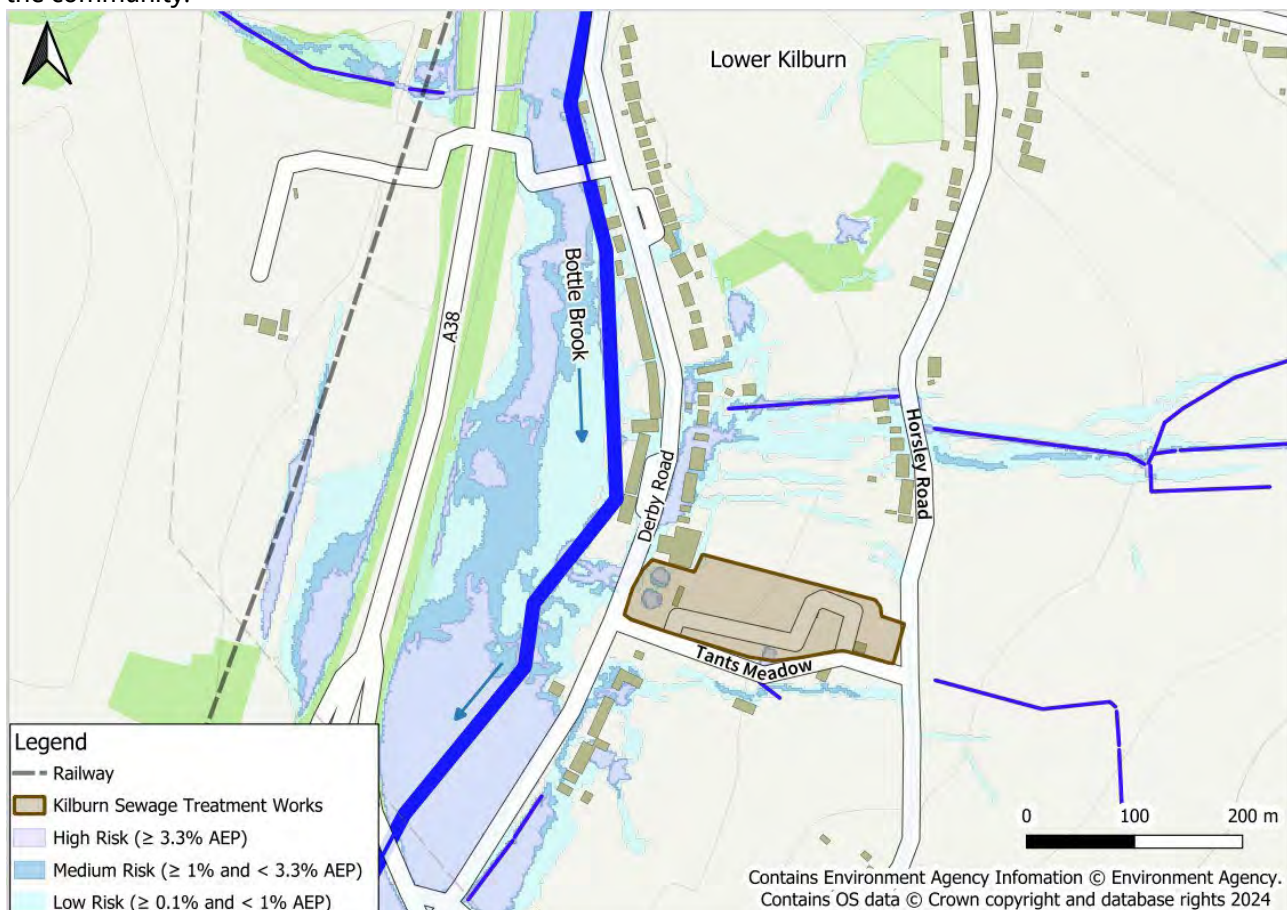 the community.
Lower Kilburn
A38
Bottle Brook
Derby Road
Horsley Road
Tants Meadow
Legend
Railway
Kilburn Sewage Treatment Works
High Risk (≥ 3.3% AEP)
Medium Risk (≥ 1% and < 3.3% AEP)
Low Risk (≥ 0.1% and < 1% AEP)
0 100 200 m
Contains Environment Agency Infomation © Environment Agency.
Contains OS data © Crown copyright and database rights 2024